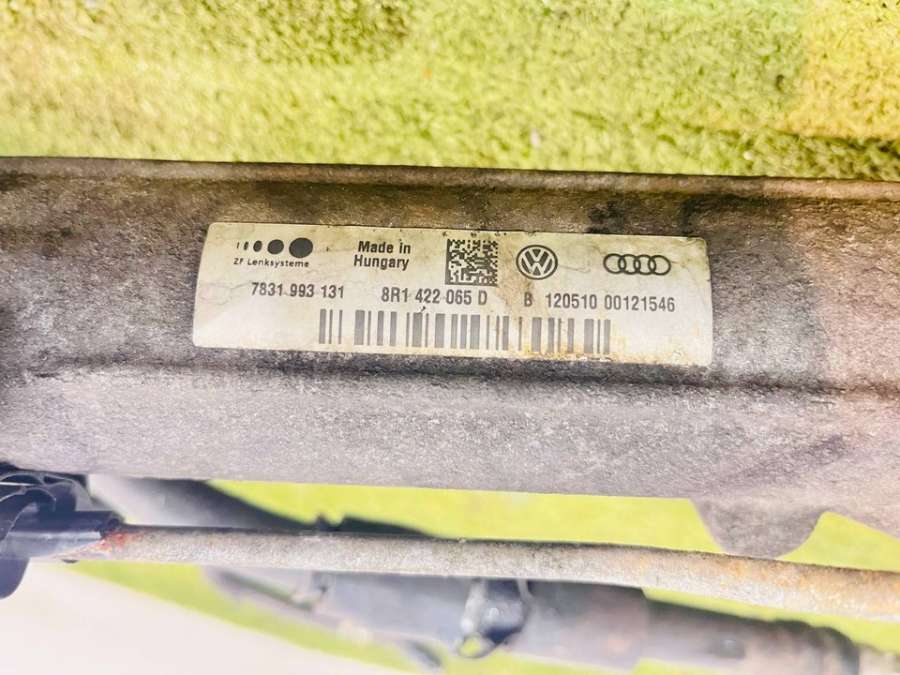 ZF Lenksysteme
Made in
Hungary
7831 993 131 8R1 422 065 D B 120510 00121546